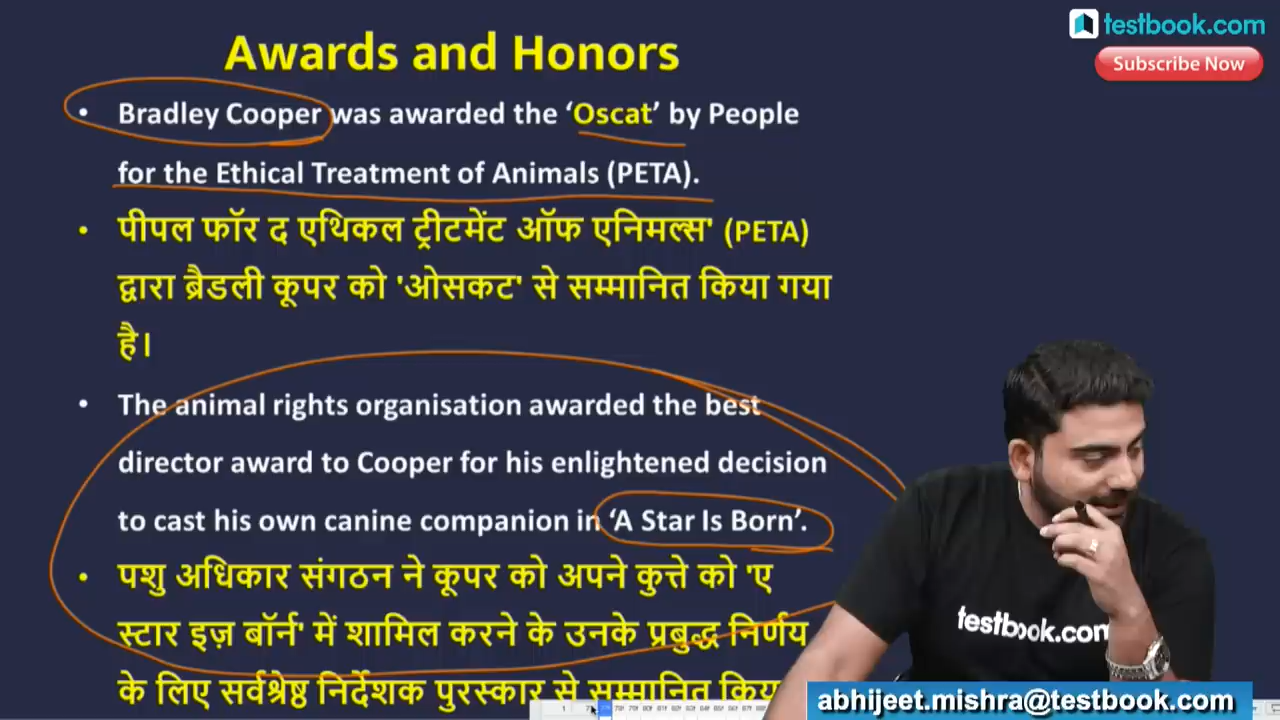 testbook.com
Subscribe Now
Awards and Honors
• Bradley Cooper was awarded the ‘Oscat’ by People
for the Ethical Treatment of Animals (PETA).
• पीपल फॉर द एथिकल ट्रीटमेंट ऑफ एनिमल्स' (PETA)
द्वारा ब्रैडली कूपर को 'ओसकट' से सम्मानित किया गया
है।
• The animal rights organisation awarded the best
director award to Cooper for his enlightened decision
to cast his own canine companion in ‘A Star Is Born’.
• पशु अधिकार संगठन ने कूपर को अपने कुत्ते को 'ए
स्टार इज़ बॉर्न' में शामिल करने के उनके प्रबुद्ध निर्णय
के लिए सर्वश्रेष्ठ निर्देशक पुरस्कार से सम्मानित
testbook.com
abhijeet.mishra@testbook.com